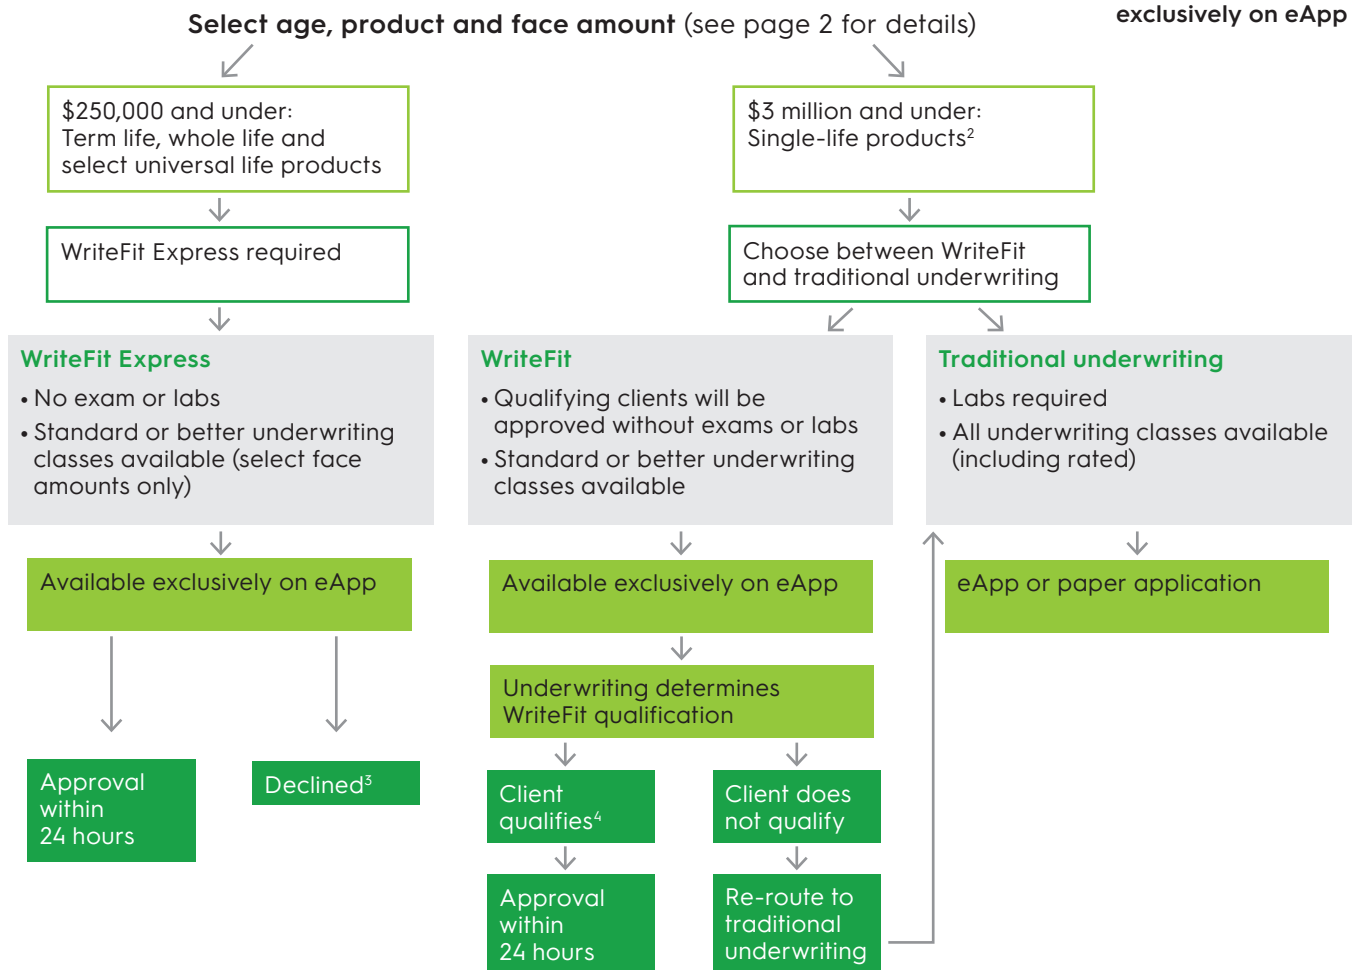 exclusively on eApp
Select age, product and face amount (see page 2 for details)
$250,000 and under:
Term life, whole life and
select universal life products
$3 million and under:
Single-life products²
WriteFit Express required
Choose between WriteFit
and traditional underwriting
WriteFit Express
• No exam or labs
• Standard or better underwriting
classes available (select face
amounts only)
WriteFit
• Qualifying clients will be
approved without exams or labs
• Standard or better underwriting
classes available
Traditional underwriting
• Labs required
• All underwriting classes available
(including rated)
Available exclusively on eApp
Available exclusively on eApp
eApp or paper application
Underwriting determines
WriteFit qualification
Approval
within
24 hours
Declined³
Client
qualifies⁴
Client does
not qualify
Approval
within
24 hours
Re-route to
traditional
underwriting